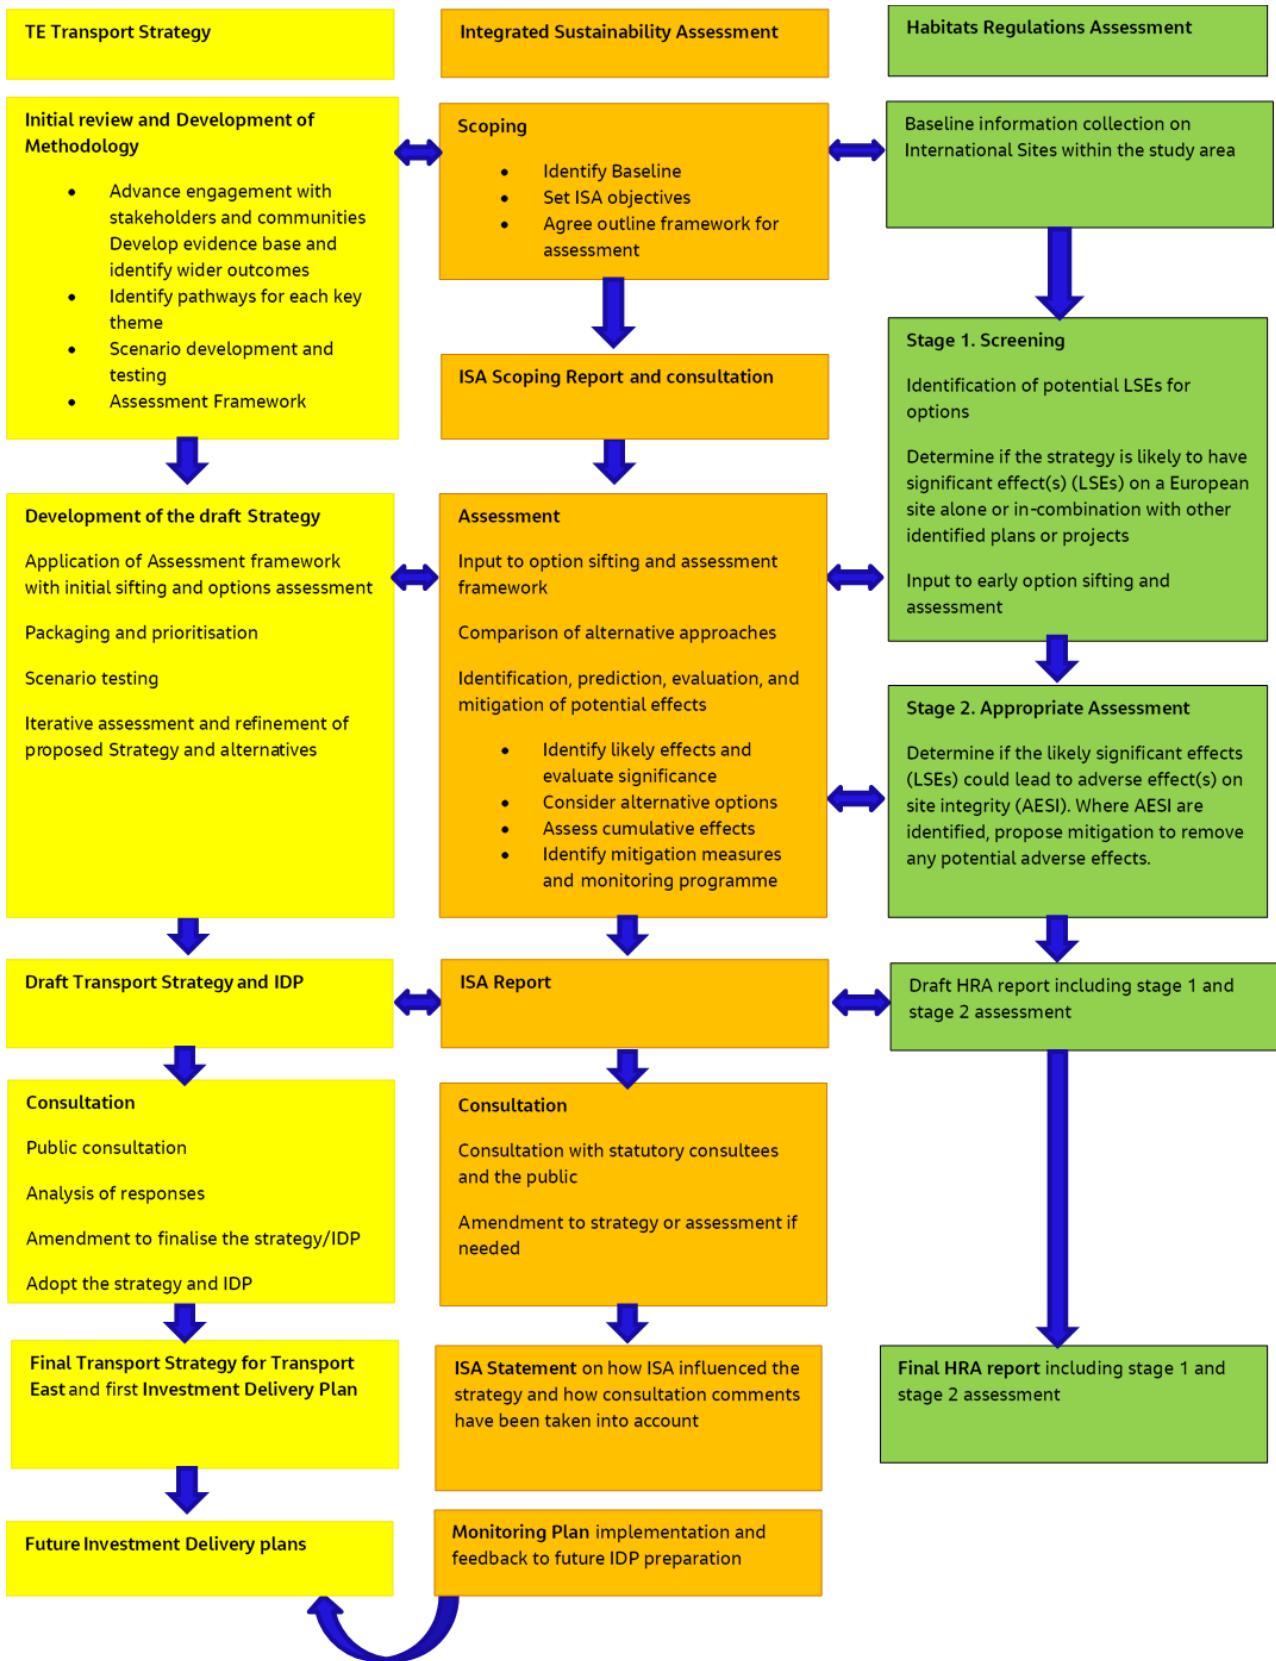 TE Transport Strategy
Integrated Sustainability Assessment
Habitats Regulations Assessment
Initial review and Development of
Methodology
• Advance engagement with
stakeholders and communities
Develop evidence base and
identify wider outcomes
• Identify pathways for each key
theme
• Scenario development and
testing
• Assessment Framework
Scoping
• Identify Baseline
• Set ISA objectives
• Agree outline framework for
assessment
Baseline information collection on
International Sites within the study area
ISA Scoping Report and consultation
Stage 1. Screening
Identification of potential LSEs for
options
Determine if the strategy is likely to have
significant effect(s) (LSEs) on a European
site alone or in-combination with other
identified plans or projects
Input to early option sifting and
assessment
Development of the draft Strategy
Application of Assessment framework
with initial sifting and options assessment
Packaging and prioritisation
Scenario testing
Iterative assessment and refinement of
proposed Strategy and alternatives
Assessment
Input to option sifting and assessment
framework
Comparison of alternative approaches
Identification, prediction, evaluation, and
mitigation of potential effects
• Identify likely effects and
evaluate significance
• Consider alternative options
• Assess cumulative effects
• Identify mitigation measures
and monitoring programme
Stage 2. Appropriate Assessment
Determine if the likely significant effects
(LSEs) could lead to adverse effect(s) on
site integrity (AESI). Where AESI are
identified, propose mitigation to remove
any potential adverse effects.
Draft Transport Strategy and IDP
ISA Report
Draft HRA report including stage 1 and
stage 2 assessment
Consultation
Public consultation
Analysis of responses
Amendment to finalise the strategy/IDP
Adopt the strategy and IDP
Consultation
Consultation with statutory consultees
and the public
Amendment to strategy or assessment if
needed
Final Transport Strategy for Transport
East and first Investment Delivery Plan
ISA Statement on how ISA influenced the
strategy and how consultation comments
have been taken into account
Final HRA report including stage 1 and
stage 2 assessment
Future Investment Delivery plans
Monitoring Plan implementation and
feedback to future IDP preparation